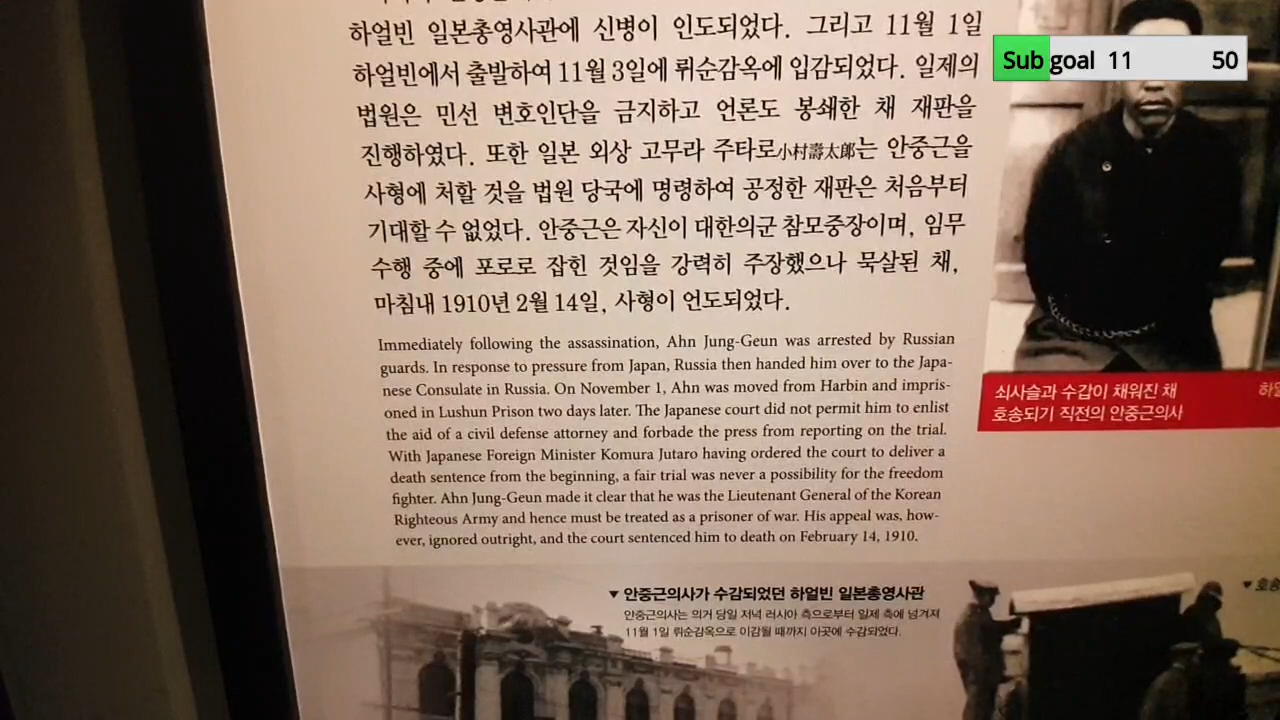 하얼빈 일본총영사관에 신병이 인도되었다. 그리고 11월 1일
하얼빈에서 출발하여 11월 3일에 뤼순감옥에 입감되었다. 일제의
법원은 민선 변호인단을 금지하고 언론도 봉쇄한 채 재판을
진행하였다. 또한 일본 외상 고무라 주타로小村壽太郞는 안중근을
사형에 처할 것을 법원 당국에 명령하여 공정한 재판은 처음부터
기대할 수 없었다. 안중근은 자신이 대한의군 참모중장이며, 임무
수행 중에 포로로 잡힌 것임을 강력히 주장했으나 묵살된 채,
마침내 1910년 2월 14일, 사형이 언도되었다.
Immediately following the assassination, Ahn Jung-Geun was arrested by Russian
guards. In response to pressure from Japan, Russia then handed him over to the Japa-
nese Consulate in Russia. On November 1, Ahn was moved from Harbin and impris-
oned in Lushun Prison two days later. The Japanese court did not permit him to enlist
the aid of a civil defense attorney and forbade the press from reporting on the trial.
With Japanese Foreign Minister Komura Jutaro having ordered the court to deliver a
death sentence from the beginning, a fair trial was never a possibility for the freedom
fighter. Ahn Jung-Geun made it clear that he was the Lieutenant General of the Korean
Righteous Army and hence must be treated as a prisoner of war. His appeal was, how-
ever, ignored outright, and the court sentenced him to death on February 14, 1910.
Sub goal 11 50
쇠사슬과 수갑이 채워진 채
호송되기 직전의 안중근의사
▼ 안중근의사가 수감되었던 하얼빈 일본총영사관
안중근의사는 의거 당일 저녁 러시아 측으로부터 일제 측에 넘겨져
11월 1일 뤼순감옥으로 이감될 때까지 이곳에 수감되었다.